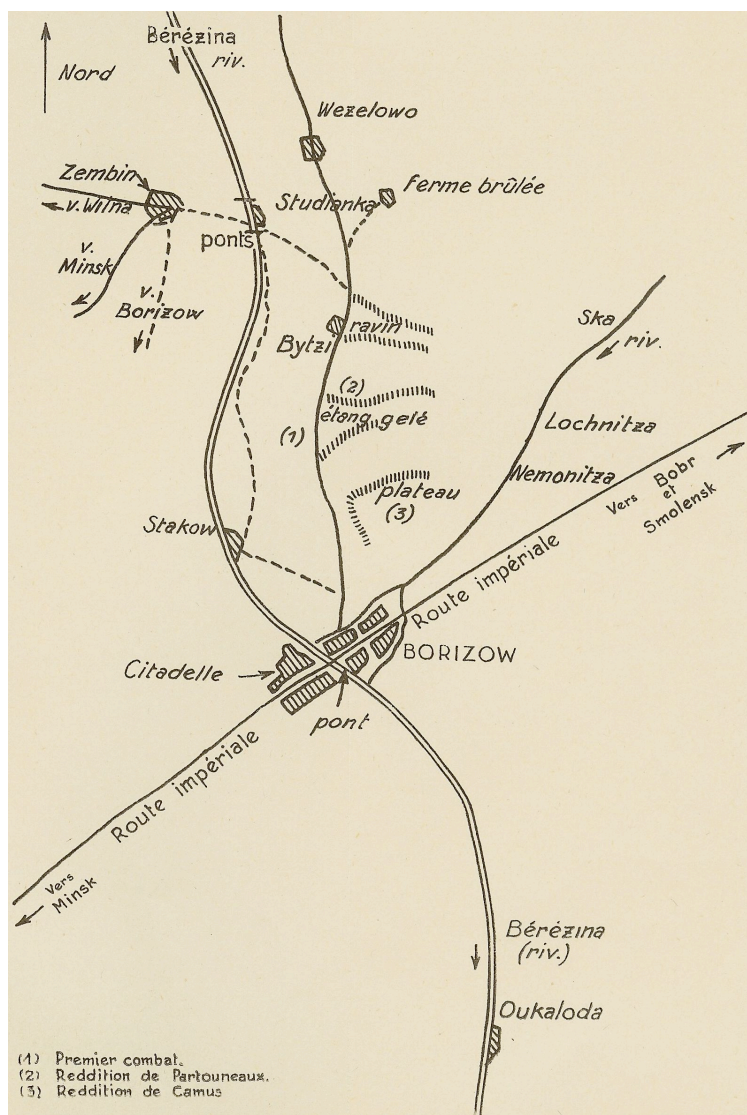 Bérézina
riv.
Nord
Wezelowo
Zembin
ferme brûlée
v. Wilna
Studianka
ponts
v.
Minsk
v.
Borizow
Ska
riv.
ravin
Bytzi
(2)
étang gelé
(1)
Lochnitza
Nemonitza
plateau
(3)
Vers Bobr
et
Smolensk
Stakow
Route impériale
BORIZOW
Citadelle
pont
Route impériale
Vers
Minsk
Bérézina
(riv.)
Oukaloda
(1) Premier combat.
(2) Reddition de Partouneaux.
(3) Reddition de Camus